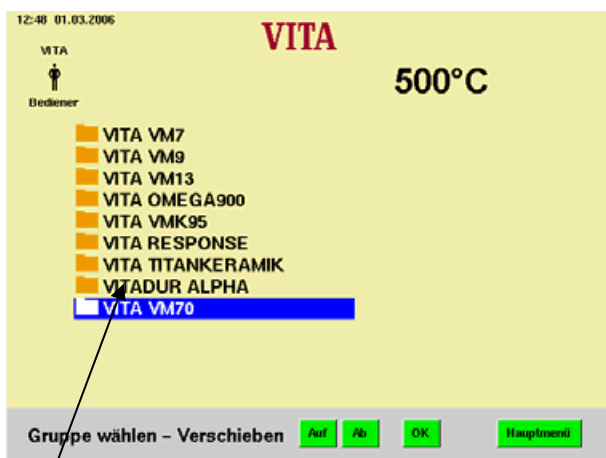 12:48 01.03.2006
VITA
VITA
500°C
Bediener
VITA VM7
VITA VM9
VITA VM13
VITA OMEGA900
VITA VMK95
VITA RESPONSE
VITA TITANKERAMIK
VITADUR ALPHA
VITA VM70
Gruppe wählen - Verschieben Auf Ab OK Hauptmenü